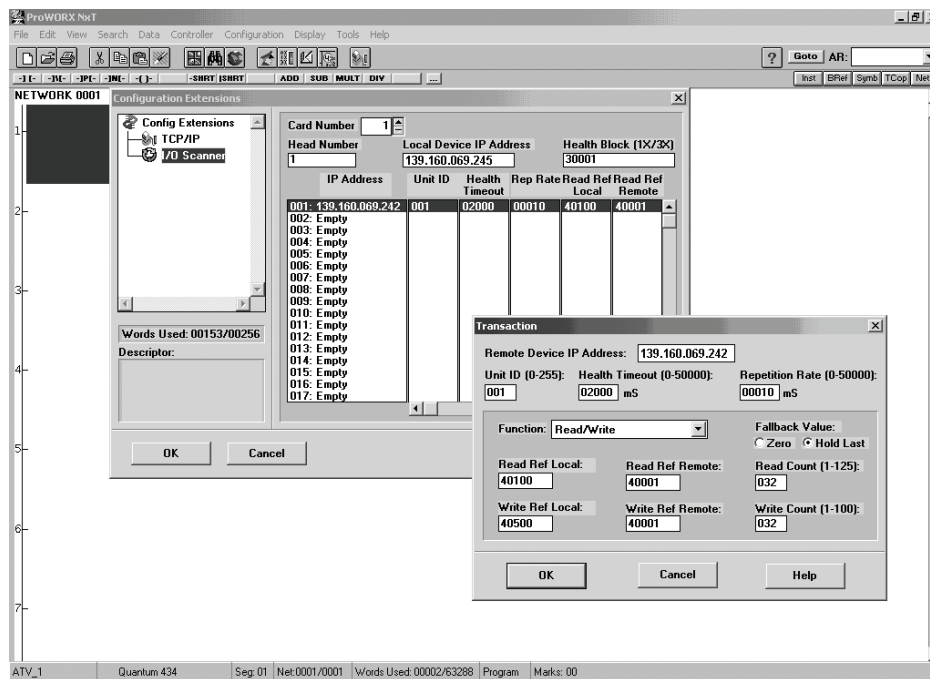 ProWORX NxT
File Edit View Search Data Controller Configuration Display Tools Help
? Goto AR:
-] [- -]\[- -]P[- -]N[- -( )- -SHRT |SHRT ADD SUB MULT DIV ...
Inst BRef Symb TCop Net
NETWORK 0001
1
2
3
4
5
6
7
Configuration Extensions
Config Extensions
TCP/IP
I/O Scanner
Words Used: 00153/00256
Descriptor:
OK Cancel
Card Number 1
Head Number Local Device IP Address Health Block (1X/3X)
1 139.160.069.245 30001
IP Address Unit ID Health Timeout Rep Rate Read Ref Local Read Ref Remote
001: 139.160.069.242 001 02000 00010 40100 40001
002: Empty
003: Empty
004: Empty
005: Empty
006: Empty
007: Empty
008: Empty
009: Empty
010: Empty
011: Empty
012: Empty
013: Empty
014: Empty
015: Empty
016: Empty
017: Empty
Transaction
Remote Device IP Address: 139.160.069.242
Unit ID (0-255): Health Timeout (0-50000): Repetition Rate (0-50000):
001 02000 mS 00010 mS
Function: Read/Write
Fallback Value:
Zero Hold Last
Read Ref Local: Read Ref Remote: Read Count (1-125):
40100 40001 032
Write Ref Local: Write Ref Remote: Write Count (1-100):
40500 40001 032
OK Cancel Help
ATV_1 Quantum 434 Seg: 01 Net:0001/0001 Words Used: 00002/63288 Program Marks: 00